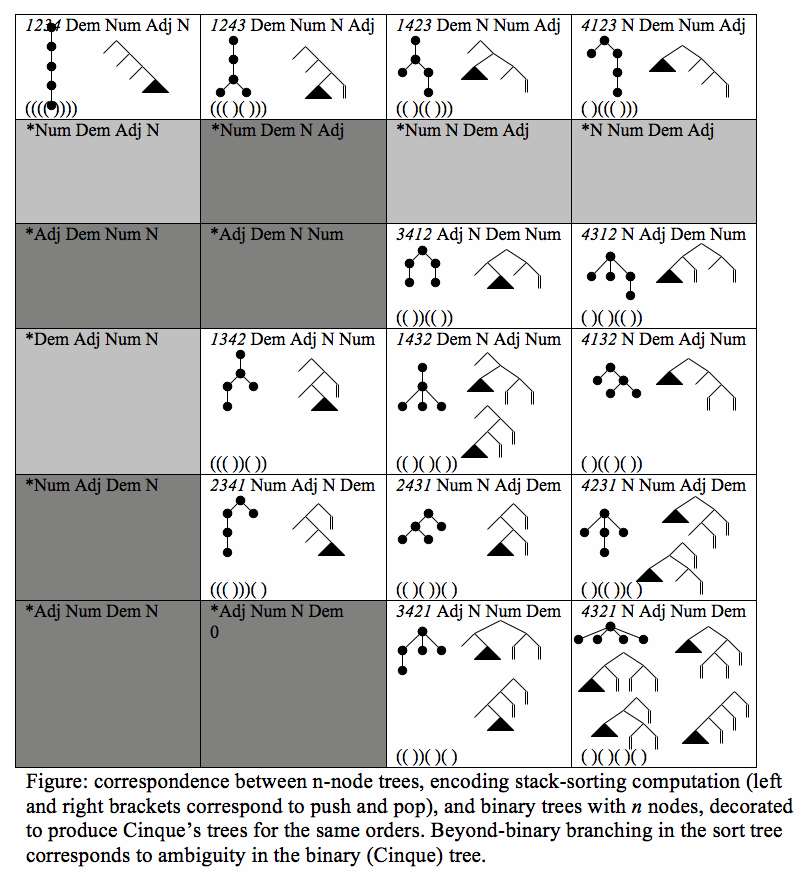 1234 Dem Num Adj N
(((( ))))
1243 Dem Num N Adj
((( )( )))
1423 Dem N Num Adj
(( )(( )))
4123 N Dem Num Adj
( )((( )))
*Num Dem Adj N
*Num Dem N Adj
*Num N Dem Adj
*N Num Dem Adj
*Adj Dem Num N
*Adj Dem N Num
3412 Adj N Dem Num
(( ))(( ))
4312 N Adj Dem Num
( )( )(( ))
*Dem Adj Num N
1342 Dem Adj N Num
((( ))( ))
1432 Dem N Adj Num
(( )( )( ))
4132 N Dem Adj Num
( )(( )( ))
*Num Adj Dem N
2341 Num Adj N Dem
((( )))( )
2431 Num N Adj Dem
(( )( ))( )
4231 N Num Adj Dem
( )(( ))( )
*Adj Num Dem N
*Adj Num N Dem
0
3421 Adj N Num Dem
(( ))( )( )
4321 N Adj Num Dem
( )( )( )( )
Figure: correspondence between n-node trees, encoding stack-sorting computation (left
and right brackets correspond to push and pop), and binary trees with n nodes, decorated
to produce Cinque's trees for the same orders. Beyond-binary branching in the sort tree
corresponds to ambiguity in the binary (Cinque) tree.